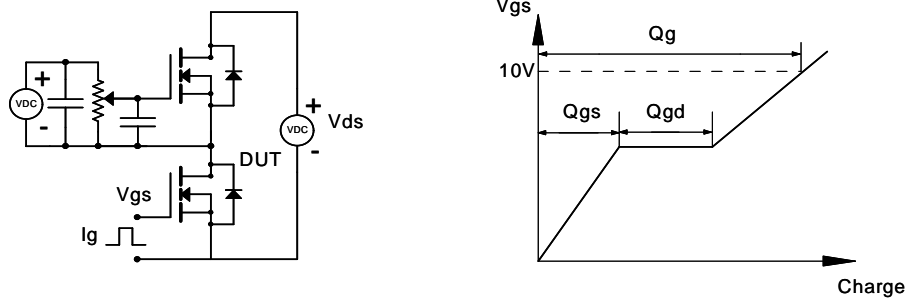 +
VDC
-
+
VDC
-
Vds
DUT
Vgs
Ig
Vgs
Qg
10V
Qgs
Qgd
Charge